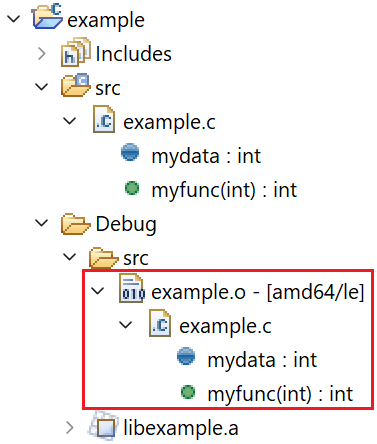 example
Includes
src
example.c
mydata : int
myfunc(int) : int
Debug
src
example.o - [amd64/le]
example.c
mydata : int
myfunc(int) : int
libexample.a